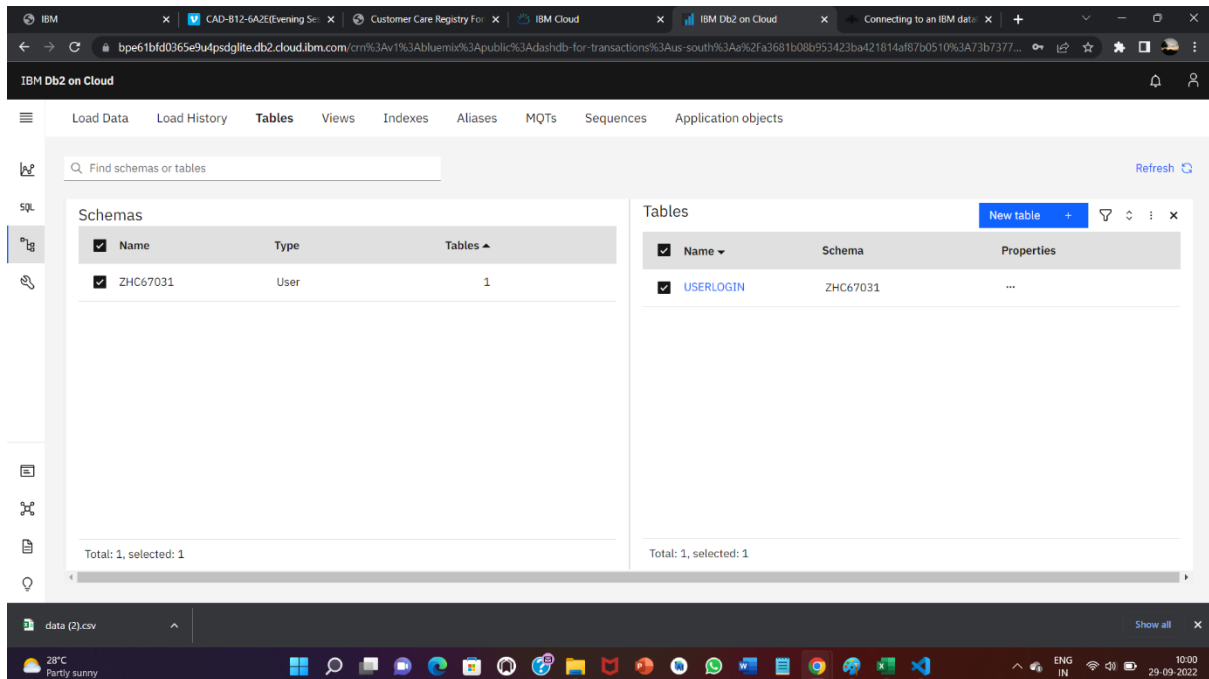 IBM
CAD-B12-6A2E(Evening Ses
Customer Care Registry For
IBM Cloud
IBM Db2 on Cloud
Connecting to an IBM data
bpe61bfd0365e9u4psdglite.db2.cloud.ibm.com/crn%3Av1%3Abluemix%3Apublic%3Adashdb-for-transactions%3Aus-south%3Aa%2Fa3681b08b953423ba421814af87b0510%3A73b7377...
IBM Db2 on Cloud
Load Data Load History Tables Views Indexes Aliases MQTs Sequences Application objects
Find schemas or tables
Refresh
SQL
Schemas
Name Type Tables
ZHC67031 User 1
Total: 1, selected: 1
Tables
New table +
Name Schema Properties
USERLOGIN ZHC67031 ...
Total: 1, selected: 1
data (2).csv
Show all
28°C
Partly sunny
ENG
IN
10:00
29-09-2022